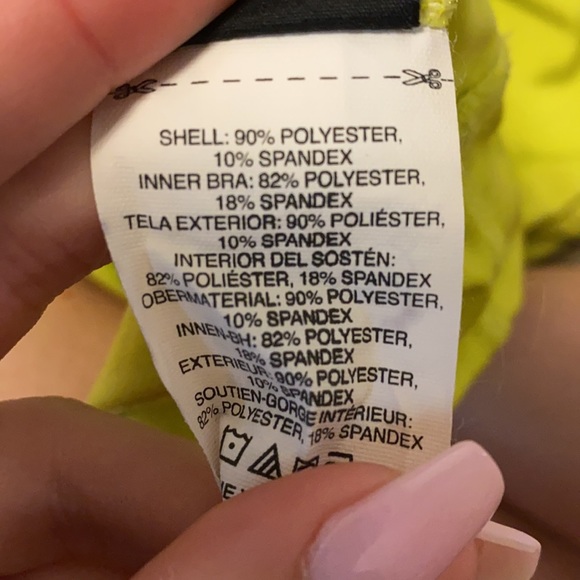 SHELL: 90% POLYESTER,
10% SPANDEX
INNER BRA: 82% POLYESTER,
18% SPANDEX
TELA EXTERIOR: 90% POLIÉSTER,
10% SPANDEX
INTERIOR DEL SOSTÉN:
82% POLIÉSTER, 18% SPANDEX
OBERMATERIAL: 90% POLYESTER,
10% SPANDEX
INNEN-BH: 82% POLYESTER,
18% SPANDEX
EXTERIEUR: 90% POLYESTER,
10% SPANDEX
SOUTIEN-GORGE INTÉRIEUR:
82% POLYESTER, 18% SPANDEX